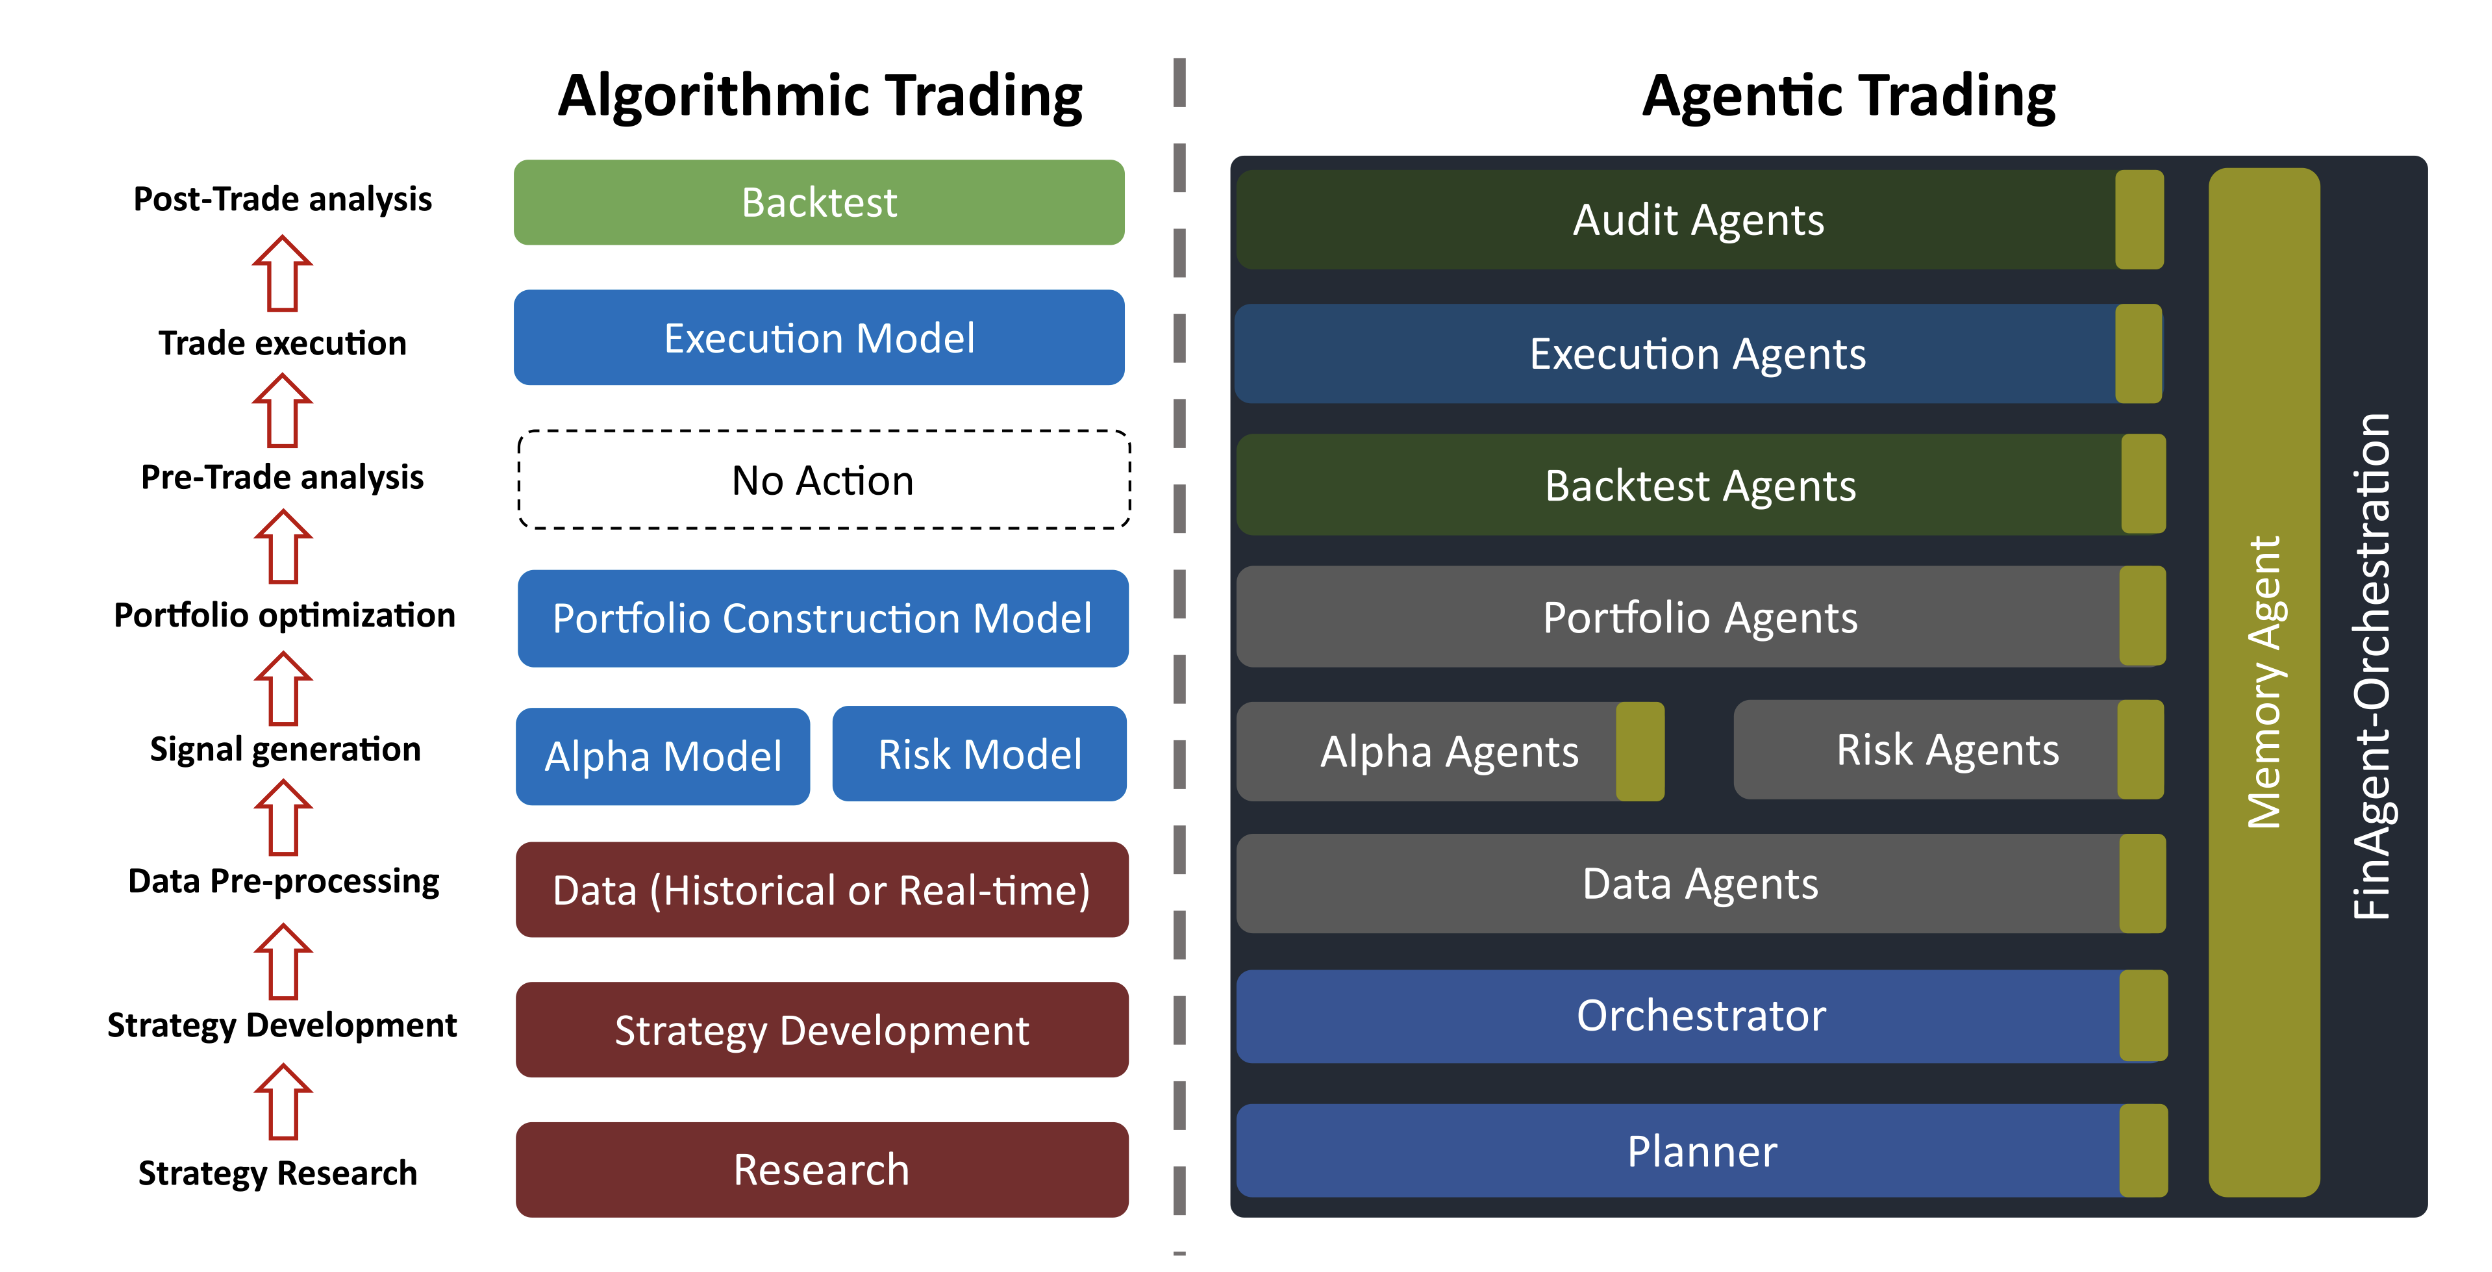 Algorithmic Trading
Agentic Trading
Post-Trade analysis
Backtest
Audit Agents
Trade execution
Execution Model
Execution Agents
Pre-Trade analysis
No Action
Backtest Agents
Portfolio optimization
Portfolio Construction Model
Portfolio Agents
Signal generation
Alpha Model
Risk Model
Alpha Agents
Risk Agents
Data Pre-processing
Data (Historical or Real-time)
Data Agents
Strategy Development
Strategy Development
Orchestrator
Strategy Research
Research
Planner
Memory Agent
FinAgent-Orchestration